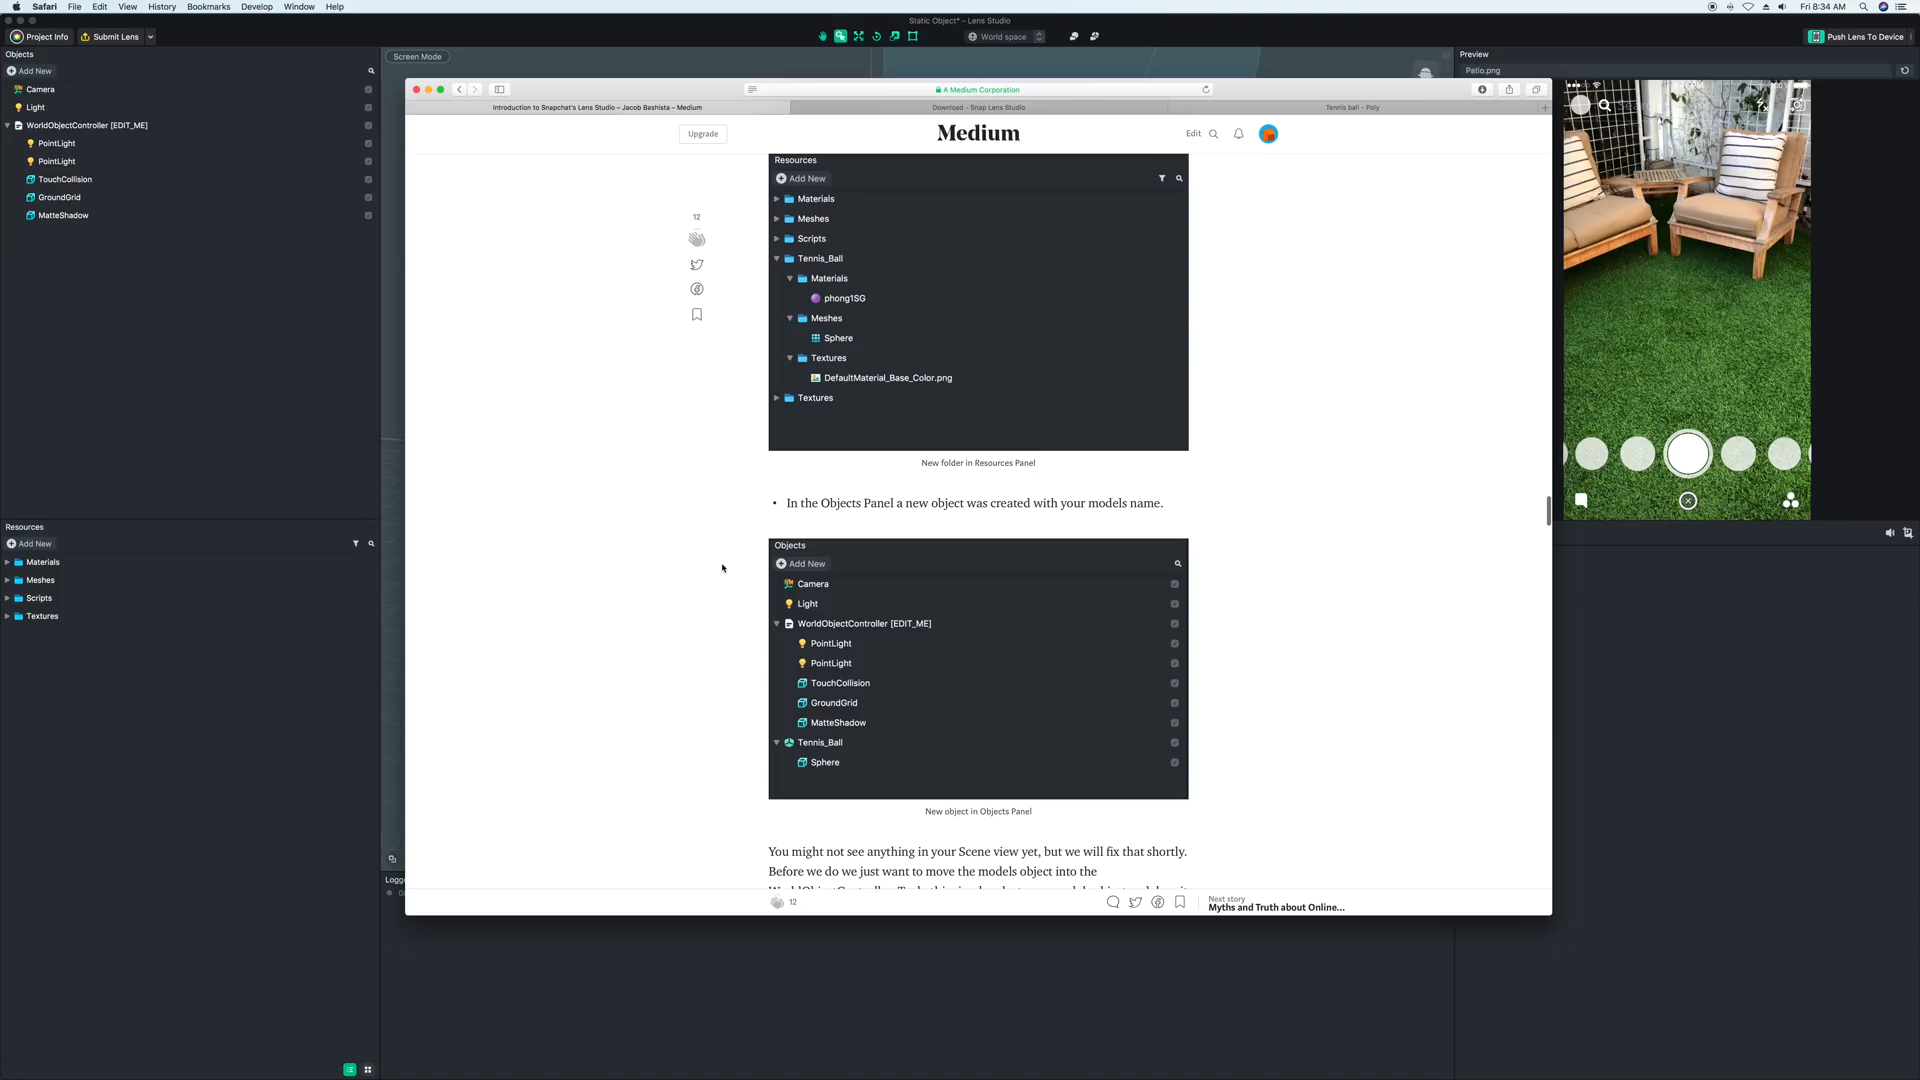 Safari File Edit View History Bookmarks Develop Window Help
Fri 8:34 AM
Static Object* - Lens Studio
Project Info Submit Lens
World space
Push Lens To Device
Objects
Add New
Camera
Light
WorldObjectController [EDIT_ME]
PointLight
PointLight
TouchCollision
GroundGrid
MatteShadow
Resources
Add New
Materials
Meshes
Scripts
Textures
Screen Mode
A Medium Corporation
Introduction to Snapchat's Lens Studio – Jacob Bashista – Medium
Download - Snap Lens Studio
Tennis ball - Poly
Upgrade
Medium
Edit
12
Resources
Add New
Materials
Meshes
Scripts
Tennis_Ball
Materials
phong1SG
Meshes
Sphere
Textures
DefaultMaterial_Base_Color.png
Textures
New folder in Resources Panel
• In the Objects Panel a new object was created with your models name.
Objects
Add New
Camera
Light
WorldObjectController [EDIT_ME]
PointLight
PointLight
TouchCollision
GroundGrid
MatteShadow
Tennis_Ball
Sphere
New object in Objects Panel
You might not see anything in your Scene view yet, but we will fix that shortly.
Before we do we just want to move the models object into the
12
Next story
Myths and Truth about Online...
Preview
Patio.png